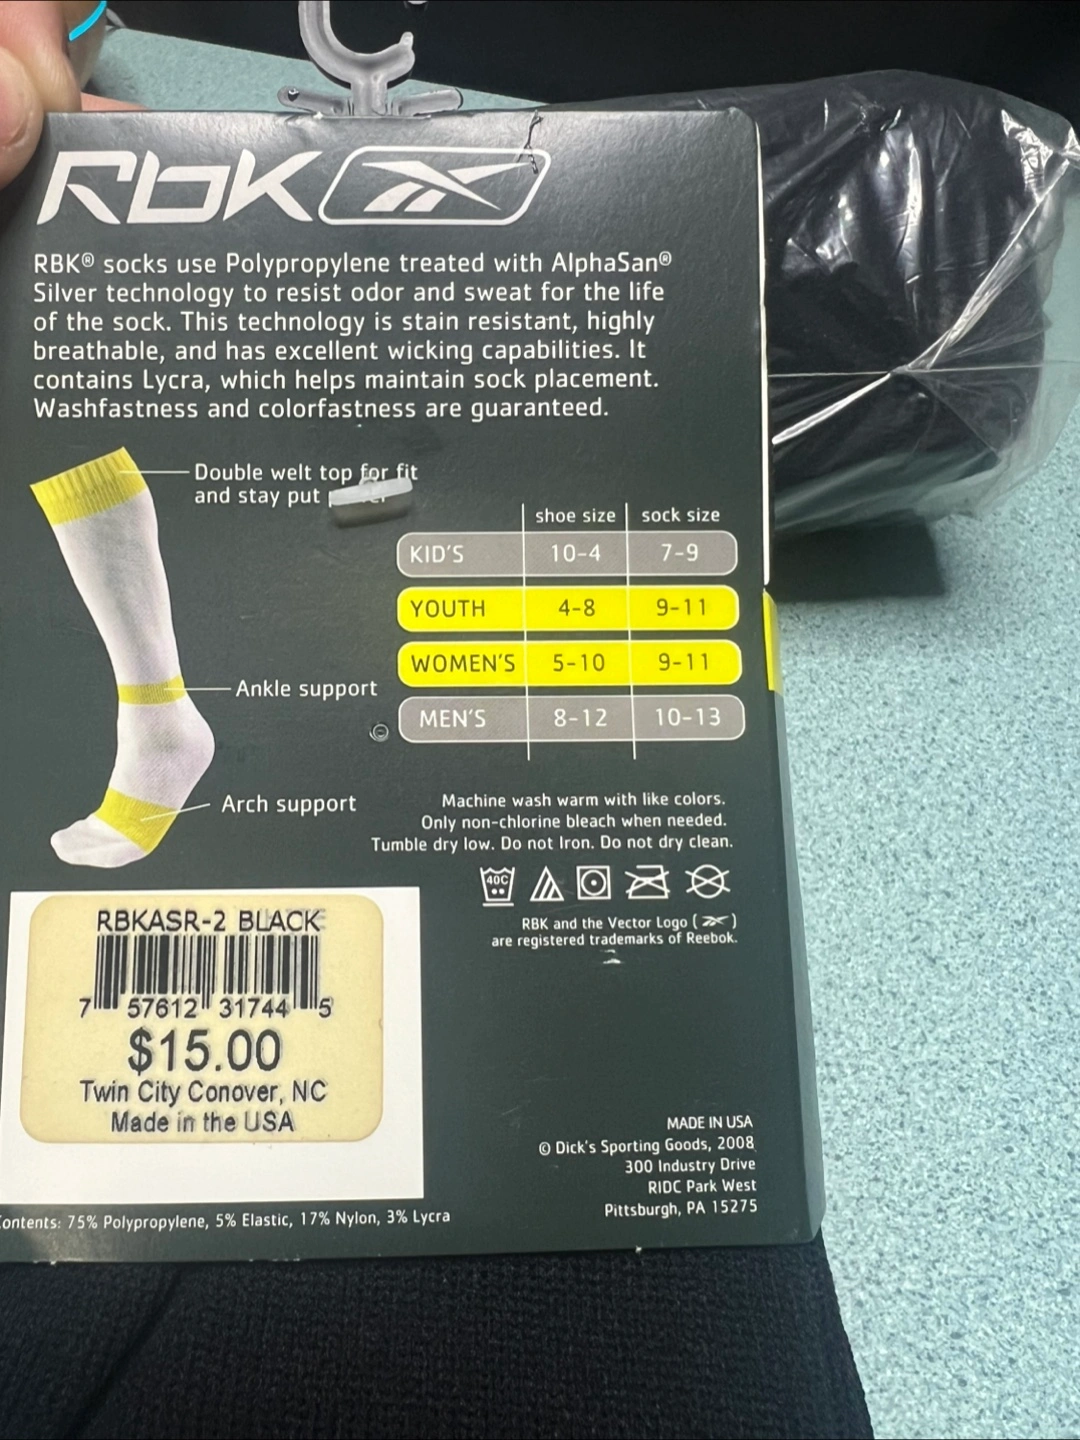 RbK
RBK® socks use Polypropylene treated with AlphaSan®
Silver technology to resist odor and sweat for the life
of the sock. This technology is stain resistant, highly
breathable, and has excellent wicking capabilities. It
contains Lycra, which helps maintain sock placement.
Washfastness and colorfastness are guaranteed.
Double welt top for fit
and stay put
shoe size sock size
KID'S 10-4 7-9
YOUTH 4-8 9-11
WOMEN'S 5-10 9-11
MEN'S 8-12 10-13
Ankle support
Arch support
Machine wash warm with like colors.
Only non-chlorine bleach when needed.
Tumble dry low. Do not Iron. Do not dry clean.
40C
RBK and the Vector Logo ( )
are registered trademarks of Reebok.
RBKASR-2 BLACK
7 57612 31744 5
$15.00
Twin City Conover, NC
Made in the USA
MADE IN USA
© Dick's Sporting Goods, 2008
300 Industry Drive
RIDC Park West
Pittsburgh, PA 15275
ontents: 75% Polypropylene, 5% Elastic, 17% Nylon, 3% Lycra